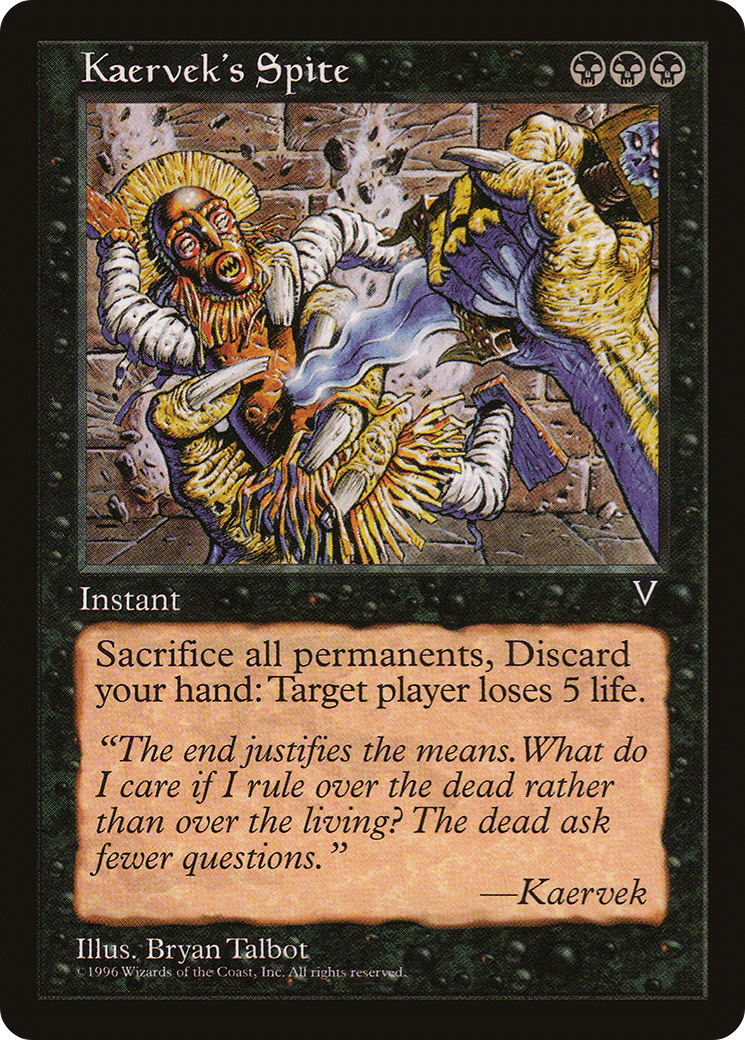 Kaervek's Spite
Instant
V
Sacrifice all permanents, Discard
your hand: Target player loses 5 life.
“The end justifies the means. What do
I care if I rule over the dead rather
than over the living? The dead ask
fewer questions.”
—Kaervek
Illus. Bryan Talbot
©1996 Wizards of the Coast, Inc. All rights reserved.